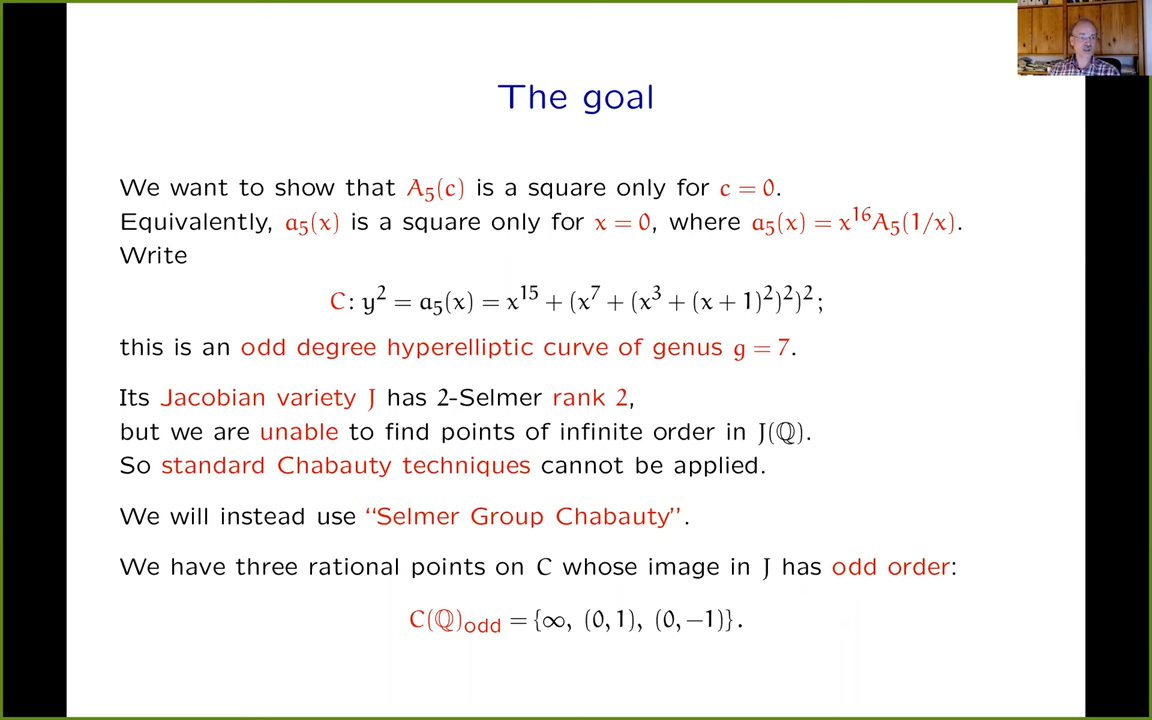 The goal
We want to show that A₅(c) is a square only for c = 0.
Equivalently, a₅(x) is a square only for x = 0, where a₅(x) = x¹⁶A₅(1/x).
Write
C: y² = a₅(x) = x¹⁵ + (x⁷ + (x³ + (x + 1)²)²)²;
this is an odd degree hyperelliptic curve of genus g = 7.
Its Jacobian variety J has 2-Selmer rank 2,
but we are unable to find points of infinite order in J(ℚ).
So standard Chabauty techniques cannot be applied.
We will instead use “Selmer Group Chabauty”.
We have three rational points on C whose image in J has odd order:
C(ℚ)odd = {∞, (0, 1), (0, −1)}.